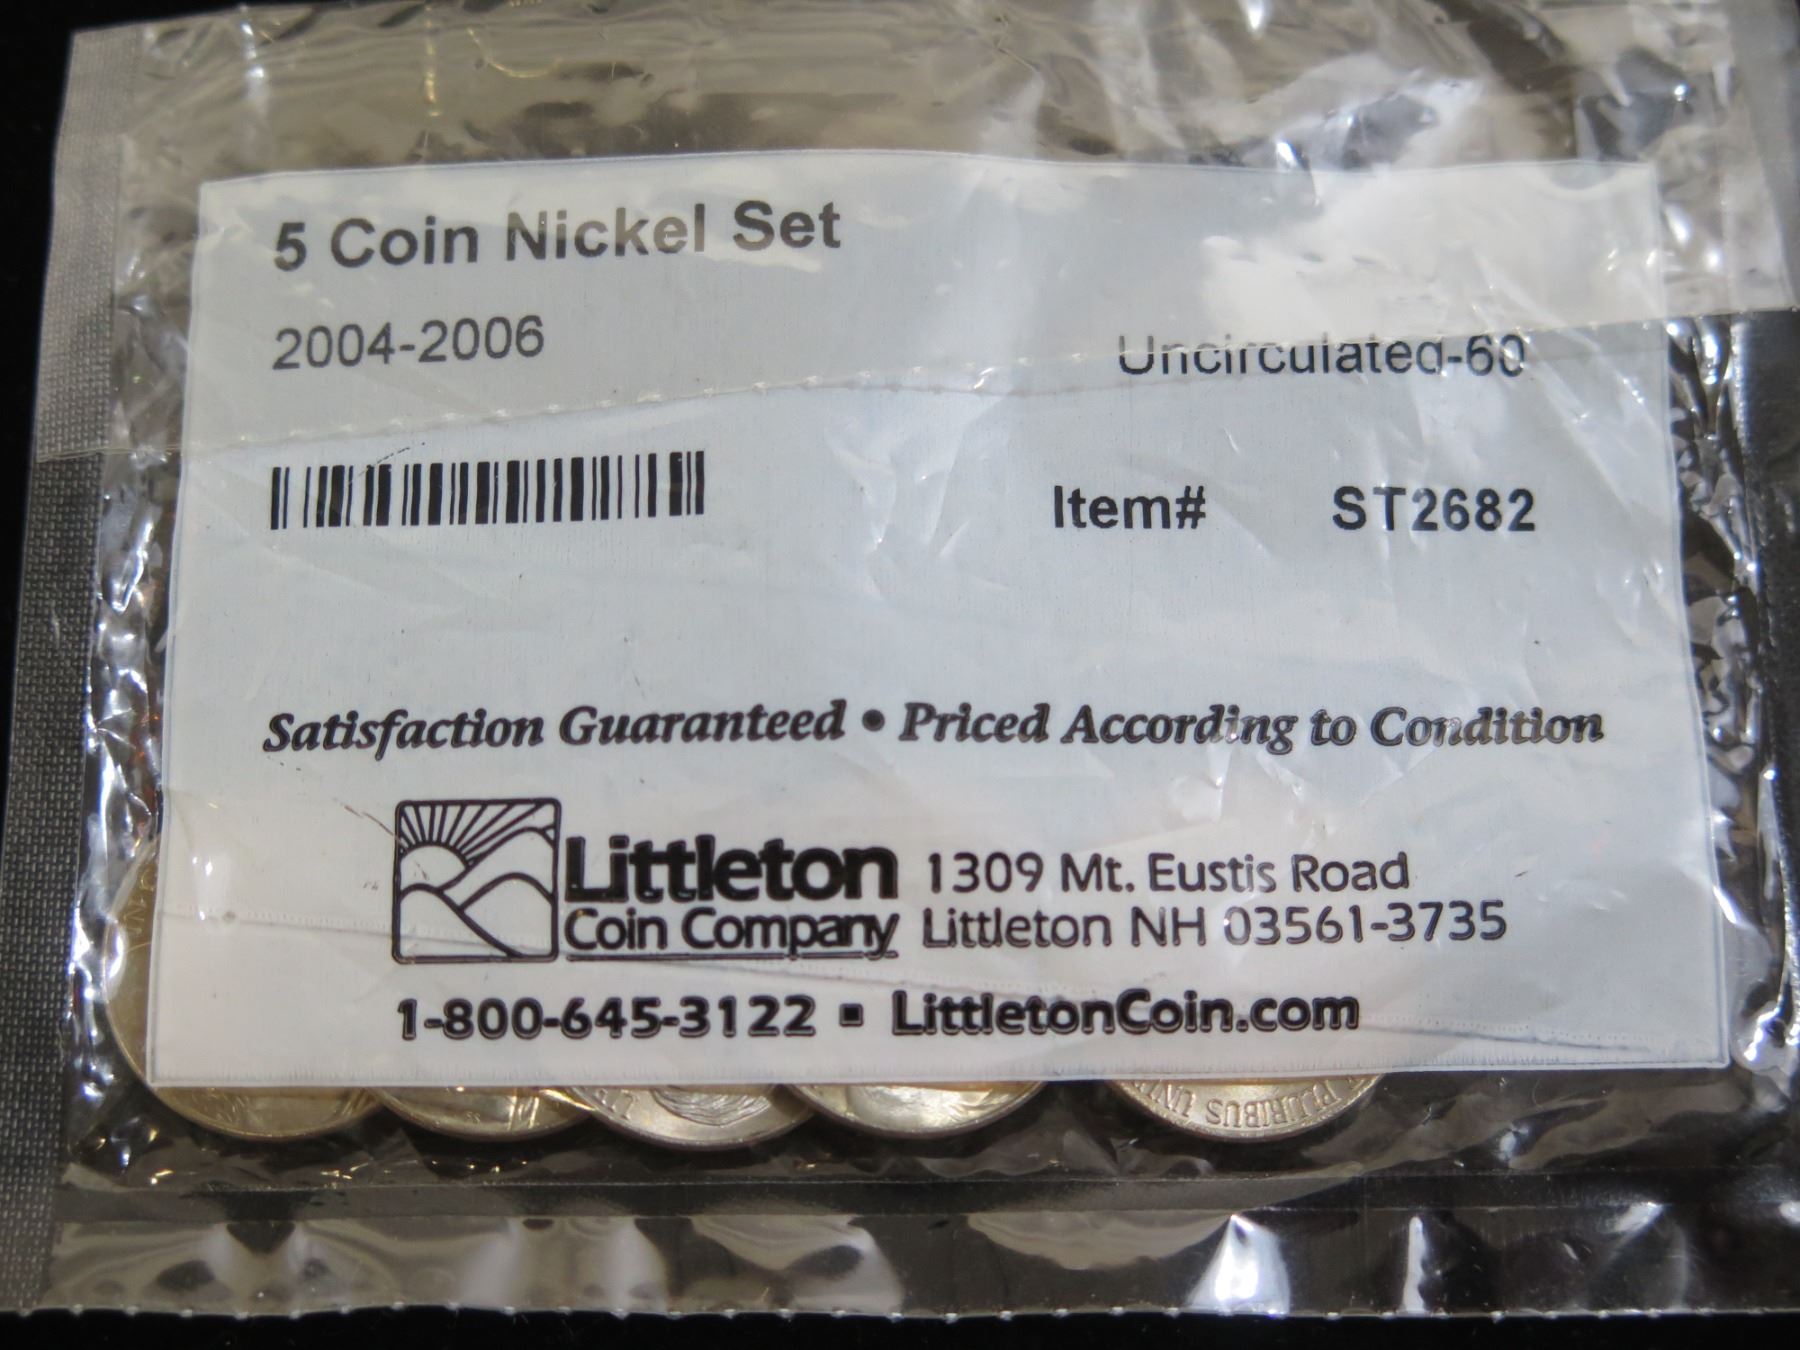 5 Coin Nickel Set
2004-2006
Uncirculated-60
Item# ST2682
Satisfaction Guaranteed • Priced According to Condition
Littleton
Coin Company
1309 Mt. Eustis Road
Littleton NH 03561-3735
1-800-645-3122 ▪ LittletonCoin.com
PLURIBUS